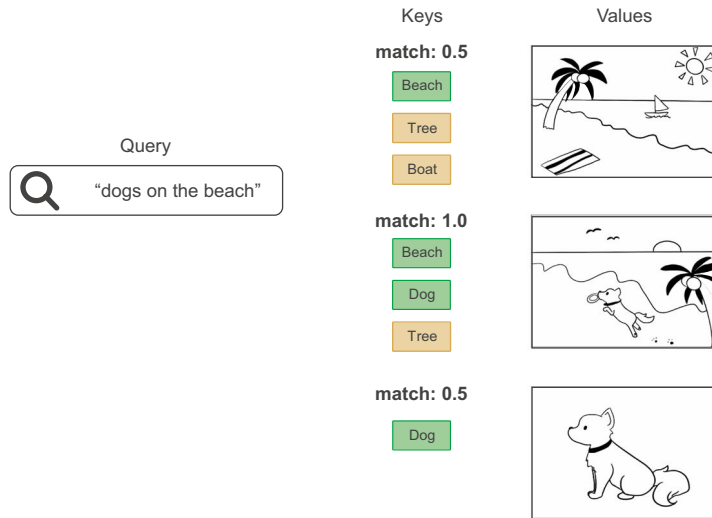 Keys
Values
match: 0.5
Beach
Tree
Boat
Query
“dogs on the beach”
match: 1.0
Beach
Dog
Tree
match: 0.5
Dog